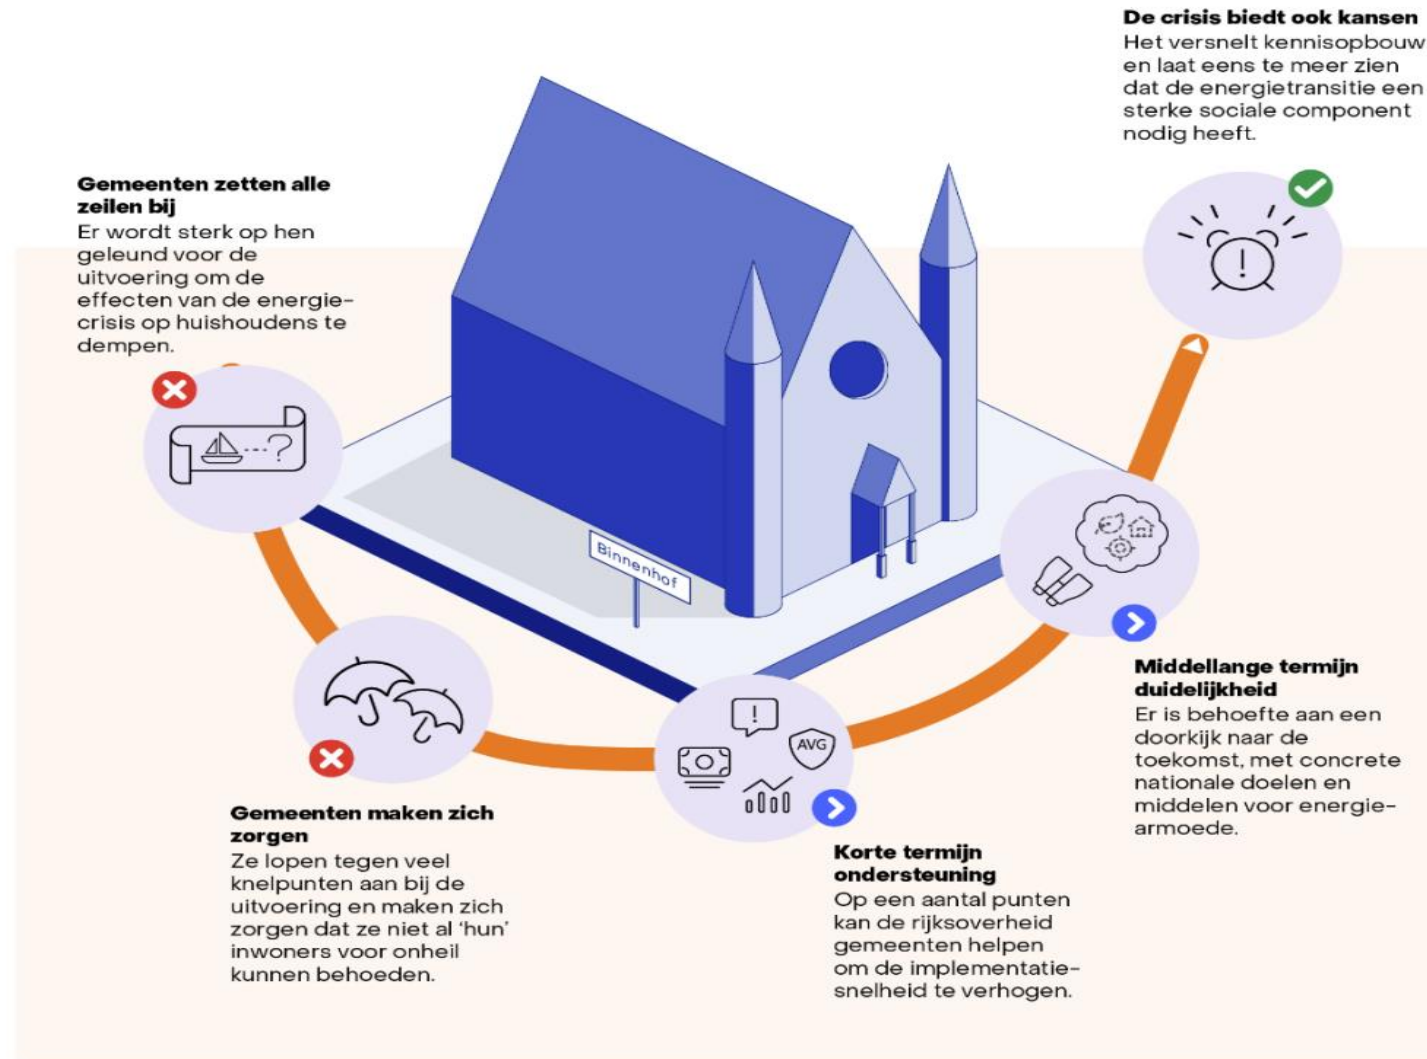 De crisis biedt ook kansen
Het versnelt kennisopbouw
en laat eens te meer zien
dat de energietransitie een
sterke sociale component
nodig heeft.
Gemeenten zetten alle
zeilen bij
Er wordt sterk op hen
geleund voor de
uitvoering om de
effecten van de energie-
crisis op huishoudens te
dempen.
Binnenhof
Gemeenten maken zich
zorgen
Ze lopen tegen veel
knelpunten aan bij de
uitvoering en maken zich
zorgen dat ze niet al ‘hun’
inwoners voor onheil
kunnen behoeden.
AVG
Korte termijn
ondersteuning
Op een aantal punten
kan de rijksoverheid
gemeenten helpen
om de implementatie-
snelheid te verhogen.
Middellange termijn
duidelijkheid
Er is behoefte aan een
doorkijk naar de
toekomst, met concrete
nationale doelen en
middelen voor energie-
armoede.